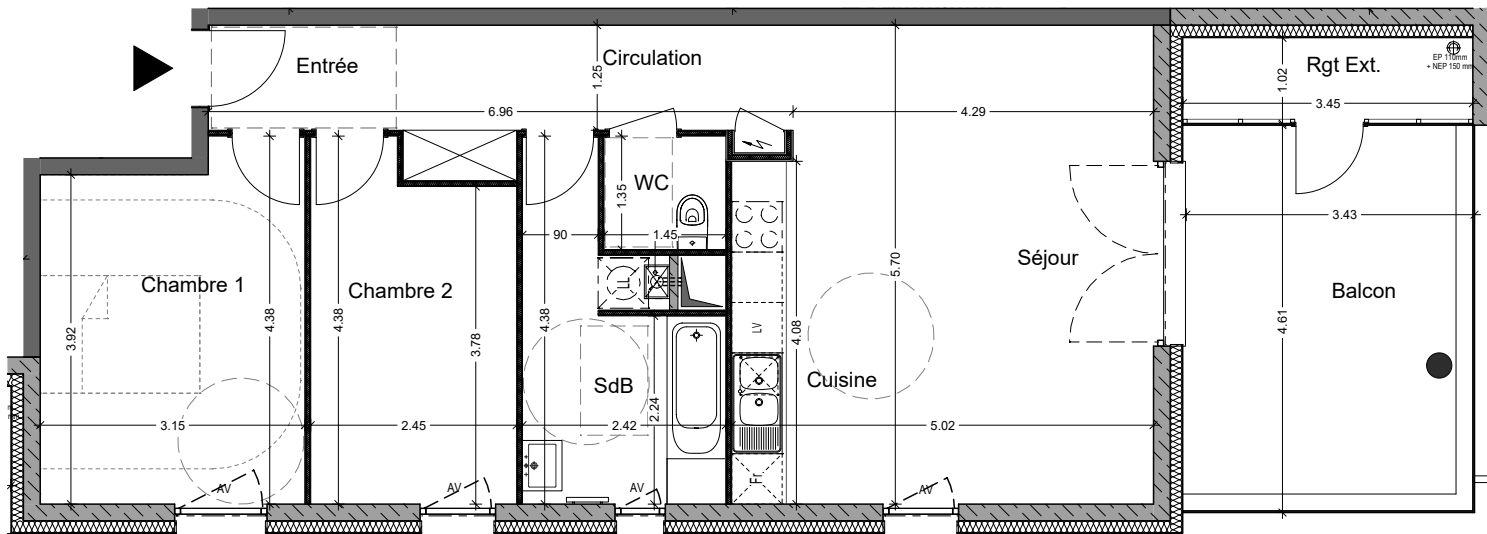 Entrée
Circulation
Rgt Ext.
EP 110mm
+ NEP 150 mm
1.25
1.02
6.96
4.29
3.45
WC
1.35
90
1.45
3.43
Séjour
5.70
Chambre 1
Chambre 2
LL
Balcon
3.92
4.38
4.38
3.78
4.38
LV
4.08
4.61
SdB
Cuisine
2.24
3.15
2.45
2.42
5.02
Fr
AV
AV
AV
AV